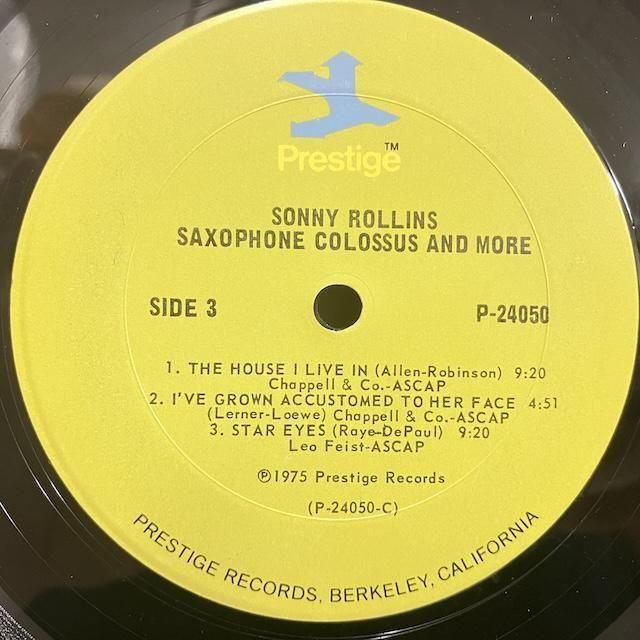 Prestige™
SONNY ROLLINS
SAXOPHONE COLOSSUS AND MORE
SIDE 3
P-24050
1. THE HOUSE I LIVE IN (Allen-Robinson) 9:20
Chappell & Co.-ASCAP
2. I'VE GROWN ACCUSTOMED TO HER FACE 4:51
(Lerner-Loewe) Chappell & Co.-ASCAP
3. STAR EYES (Raye-DePaul) 9:20
Leo Feist-ASCAP
℗1975 Prestige Records
(P-24050-C)
PRESTIGE RECORDS, BERKELEY, CALIFORNIA